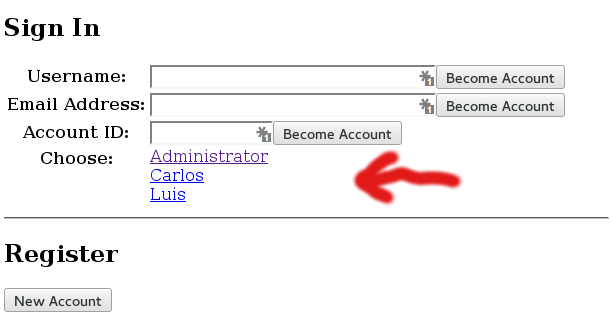 Sign In
Username: Become Account
Email Address: Become Account
Account ID: Become Account
Choose: Administrator
Carlos
Luis
Register
New Account